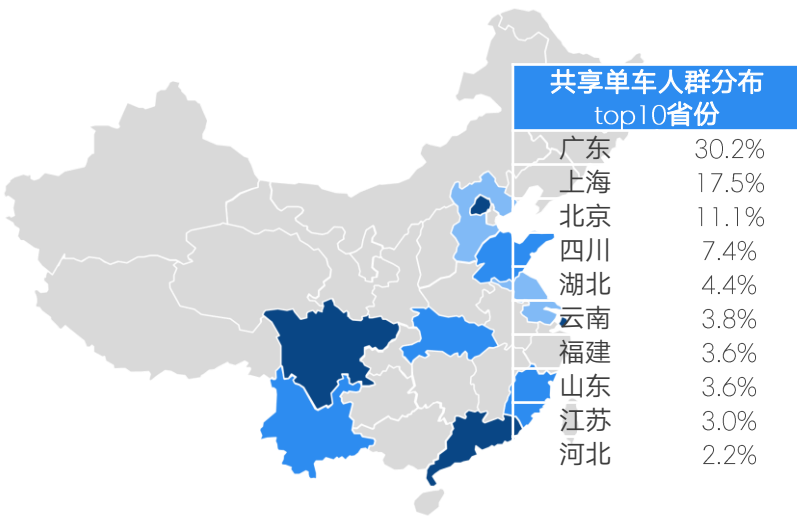 共享单车人群分布
top10省份
广东 30.2%
上海 17.5%
北京 11.1%
四川 7.4%
湖北 4.4%
云南 3.8%
福建 3.6%
山东 3.6%
江苏 3.0%
河北 2.2%